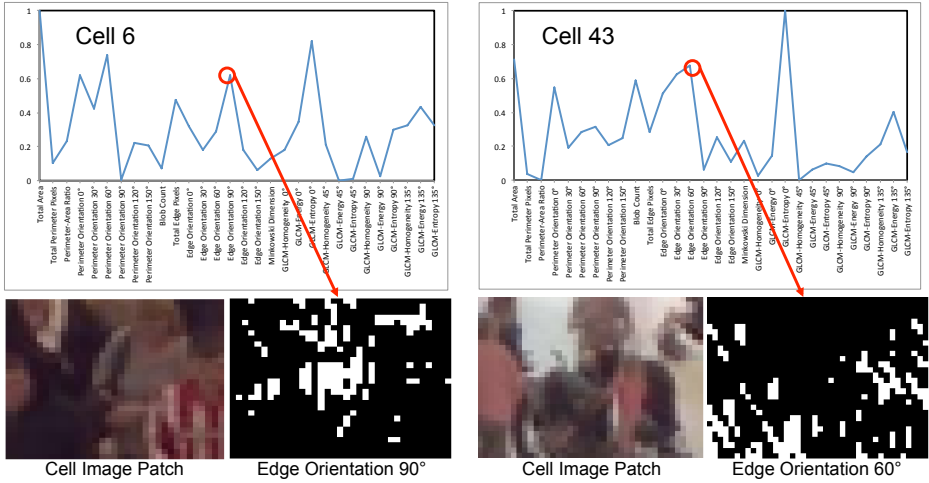 Cell 6
1
0.8
0.6
0.4
0.2
0
Total Area
Total Perimeter Pixels
Perimeter-Area Ratio
Perimeter Orientation 0°
Perimeter Orientation 30°
Perimeter Orientation 60°
Perimeter Orientation 90°
Perimeter Orientation 120°
Perimeter Orientation 150°
Blob Count
Total Edge Pixels
Edge Orientation 0°
Edge Orientation 30°
Edge Orientation 60°
Edge Orientation 90°
Edge Orientation 120°
Edge Orientation 150°
Minkowski Dimension
GLCM-Homogeneity 0°
GLCM-Energy 0°
GLCM-Entropy 0°
GLCM-Homogeneity 45°
GLCM-Energy 45°
GLCM-Entropy 45°
GLCM-Homogeneity 90°
GLCM-Energy 90°
GLCM-Entropy 90°
GLCM-Homogeneity 135°
GLCM-Energy 135°
GLCM-Entropy 135°
Cell Image Patch
Edge Orientation 90°
Cell 43
1
0.8
0.6
0.4
0.2
0
Total Area
Total Perimeter Pixels
Perimeter-Area Ratio
Perimeter Orientation 0°
Perimeter Orientation 30°
Perimeter Orientation 60°
Perimeter Orientation 90°
Perimeter Orientation 120°
Perimeter Orientation 150°
Blob Count
Total Edge Pixels
Edge Orientation 0°
Edge Orientation 30°
Edge Orientation 60°
Edge Orientation 90°
Edge Orientation 120°
Edge Orientation 150°
Minkowski Dimension
GLCM-Homogeneity 0°
GLCM-Energy 0°
GLCM-Entropy 0°
GLCM-Homogeneity 45°
GLCM-Energy 45°
GLCM-Entropy 45°
GLCM-Homogeneity 90°
GLCM-Energy 90°
GLCM-Entropy 90°
GLCM-Homogeneity 135°
GLCM-Energy 135°
GLCM-Entropy 135°
Cell Image Patch
Edge Orientation 60°